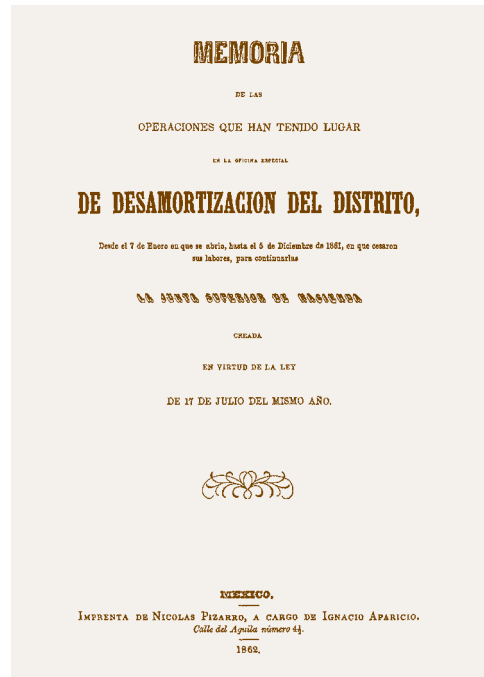 MEMORIA
DE LAS
OPERACIONES QUE HAN TENIDO LUGAR
EN LA OFICINA ESPECIAL
DE DESAMORTIZACION DEL DISTRITO,
Desde el 7 de Enero en que se abrio, hasta el 5 de Diciembre de 1861, en que cesaron
sus labores, para continuarlas
LA JUNTA SUPERIOR DE HACIENDA
CREADA
EN VIRTUD DE LA LEY
DE 17 DE JULIO DEL MISMO AÑO.
MEXICO.
IMPRENTA DE NICOLAS PIZARRO, A CARGO DE IGNACIO APARICIO.
Calle del Aguila número 4½.
1862.